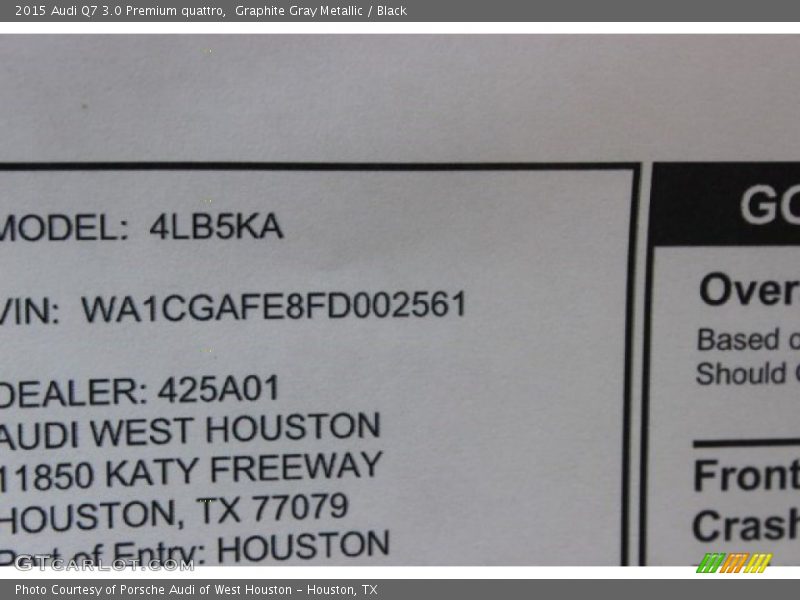 2015 Audi Q7 3.0 Premium quattro,  Graphite Gray Metallic / Black
MODEL: 4LB5KA
VIN: WA1CGAFE8FD002561
DEALER: 425A01
AUDI WEST HOUSTON
11850 KATY FREEWAY
HOUSTON, TX 77079
Port of Entry: HOUSTON
GO
Over
Based o
Should
Front
Crash
GTCARLOT.COM
Photo Courtesy of Porsche Audi of West Houston – Houston, TX